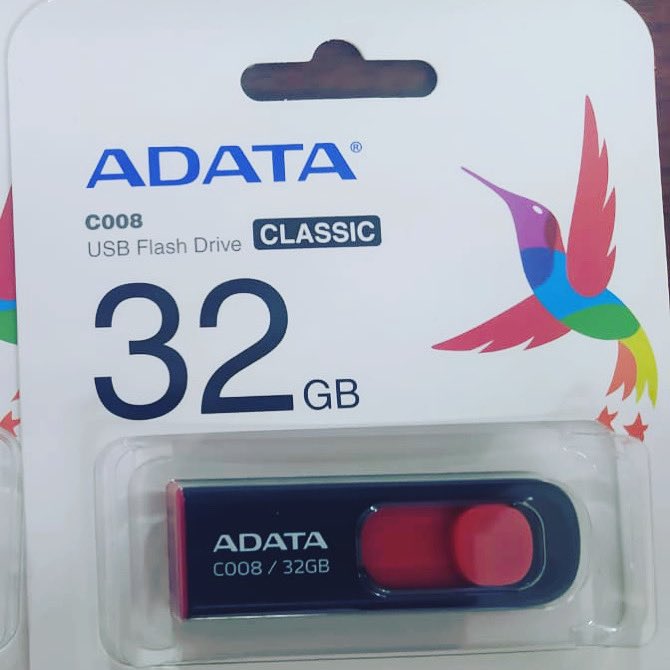 ADATA®
C008
USB Flash Drive CLASSIC
32 GB
ADATA
C008 / 32GB